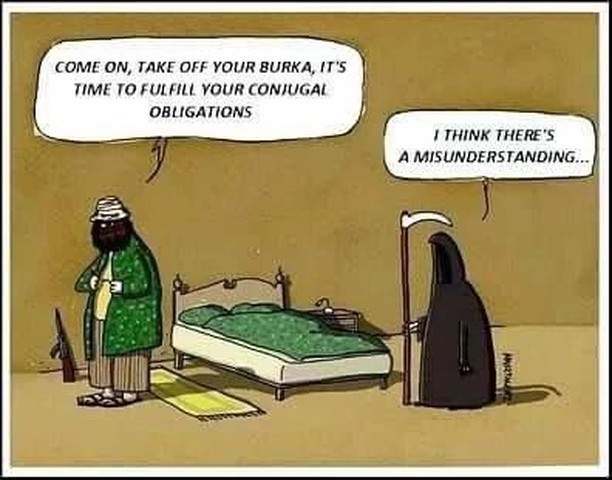 COME ON, TAKE OFF YOUR BURKA, IT'S
TIME TO FULFILL YOUR CONJUGAL
OBLIGATIONS
I THINK THERE'S
A MISUNDERSTANDING...